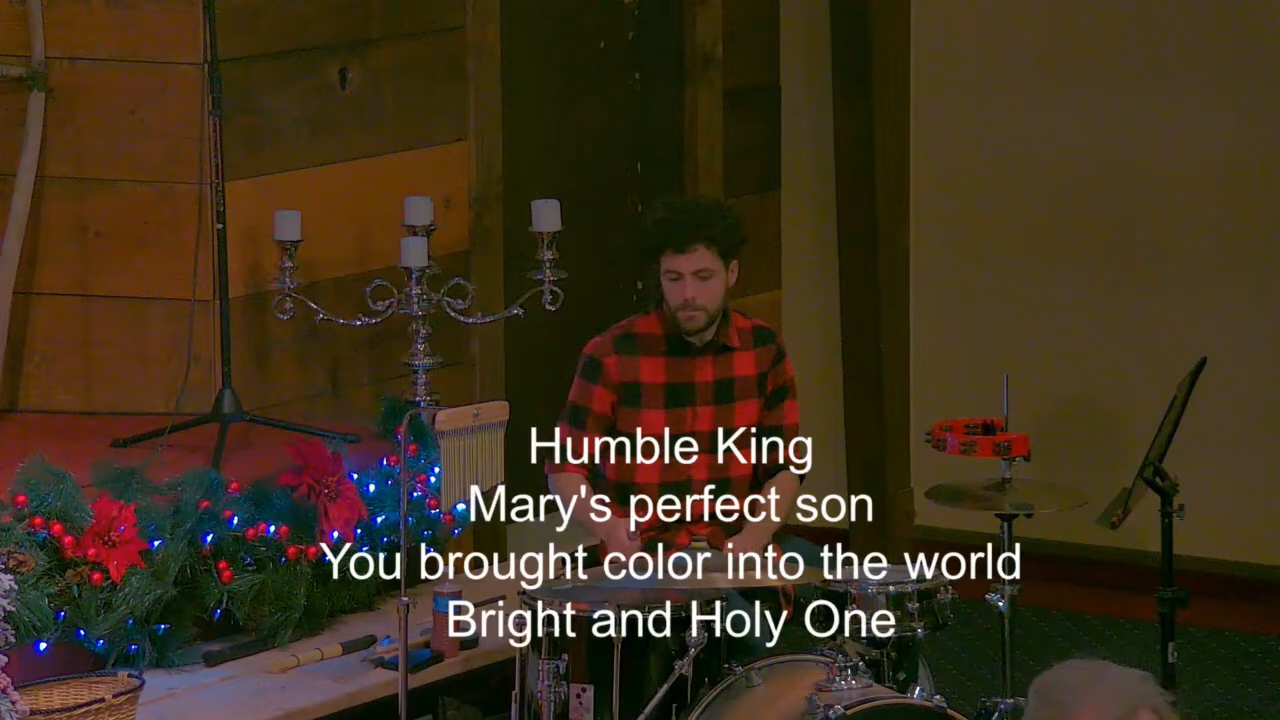 Humble King
Mary's perfect son
You brought color into the world
Bright and Holy One